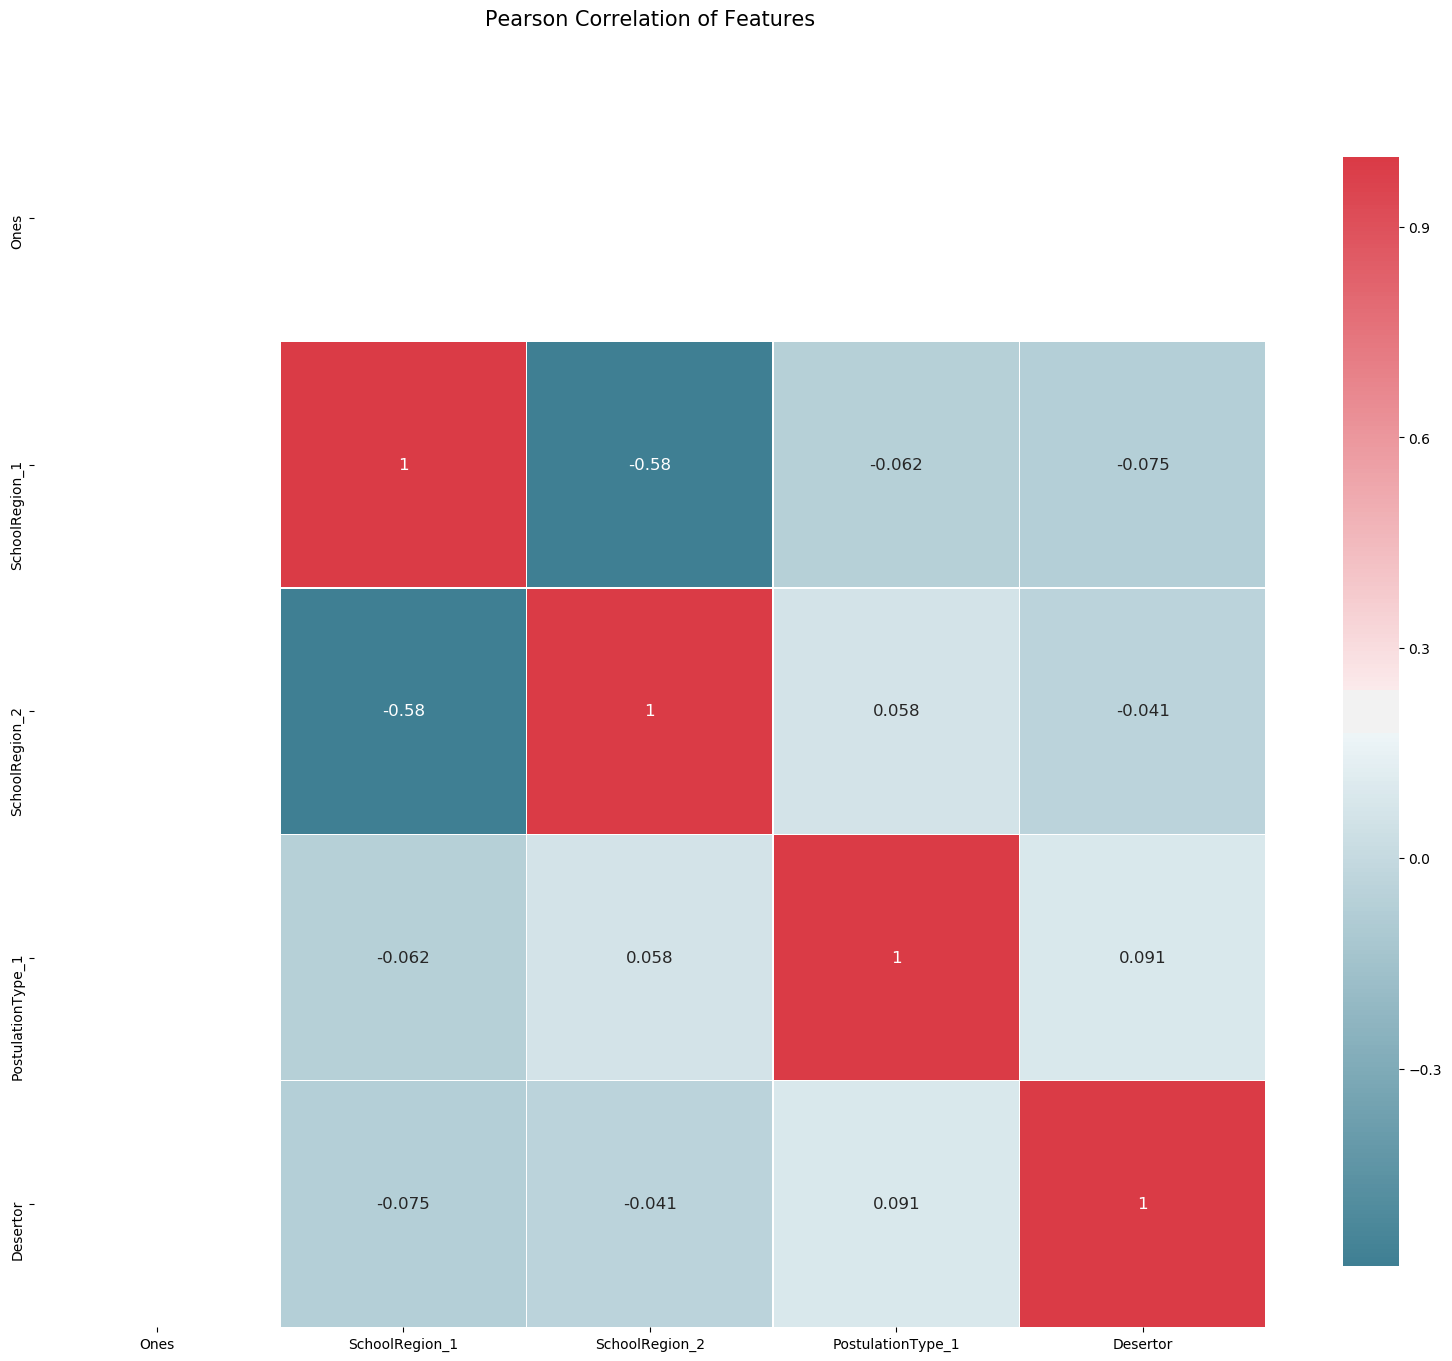 Pearson Correlation of Features
Ones
SchoolRegion_1
1 -0.58 -0.062 -0.075
SchoolRegion_2
-0.58 1 0.058 -0.041
PostulationType_1
-0.062 0.058 1 0.091
Desertor
-0.075 -0.041 0.091 1
Ones SchoolRegion_1 SchoolRegion_2 PostulationType_1 Desertor
0.9
0.6
0.3
0.0
−0.3